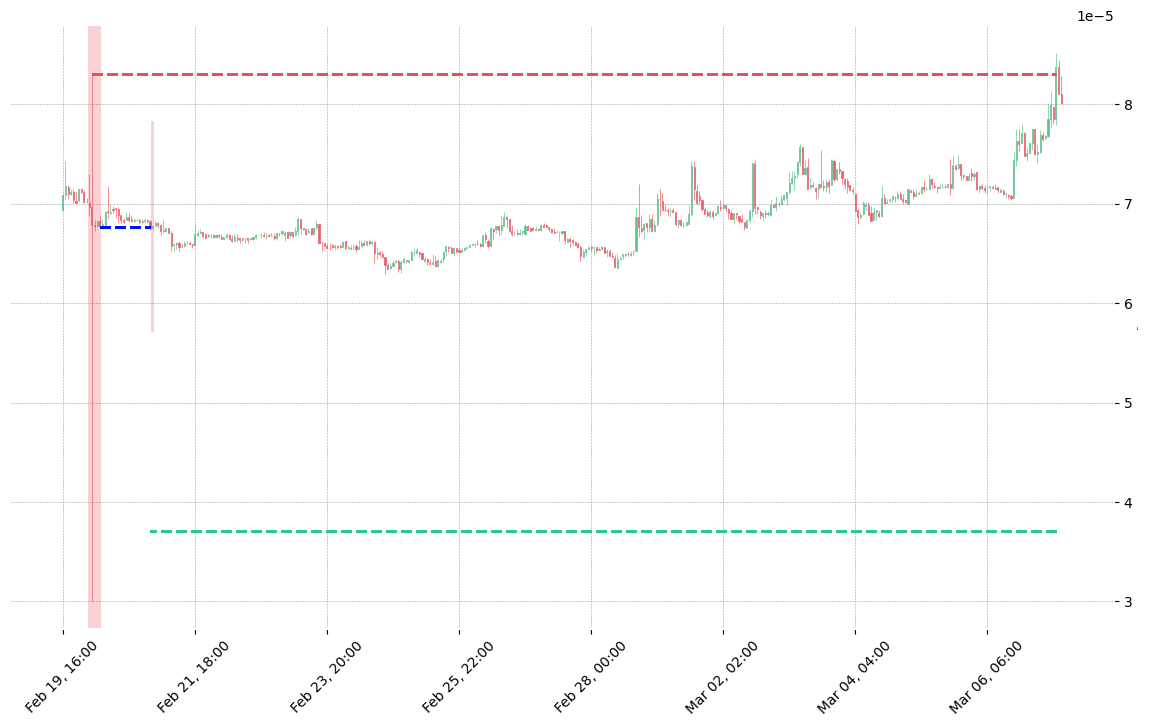 1e−5
8
7
6
5
4
3
Feb 19, 16:00
Feb 21, 18:00
Feb 23, 20:00
Feb 25, 22:00
Feb 28, 00:00
Mar 02, 02:00
Mar 04, 04:00
Mar 06, 06:00